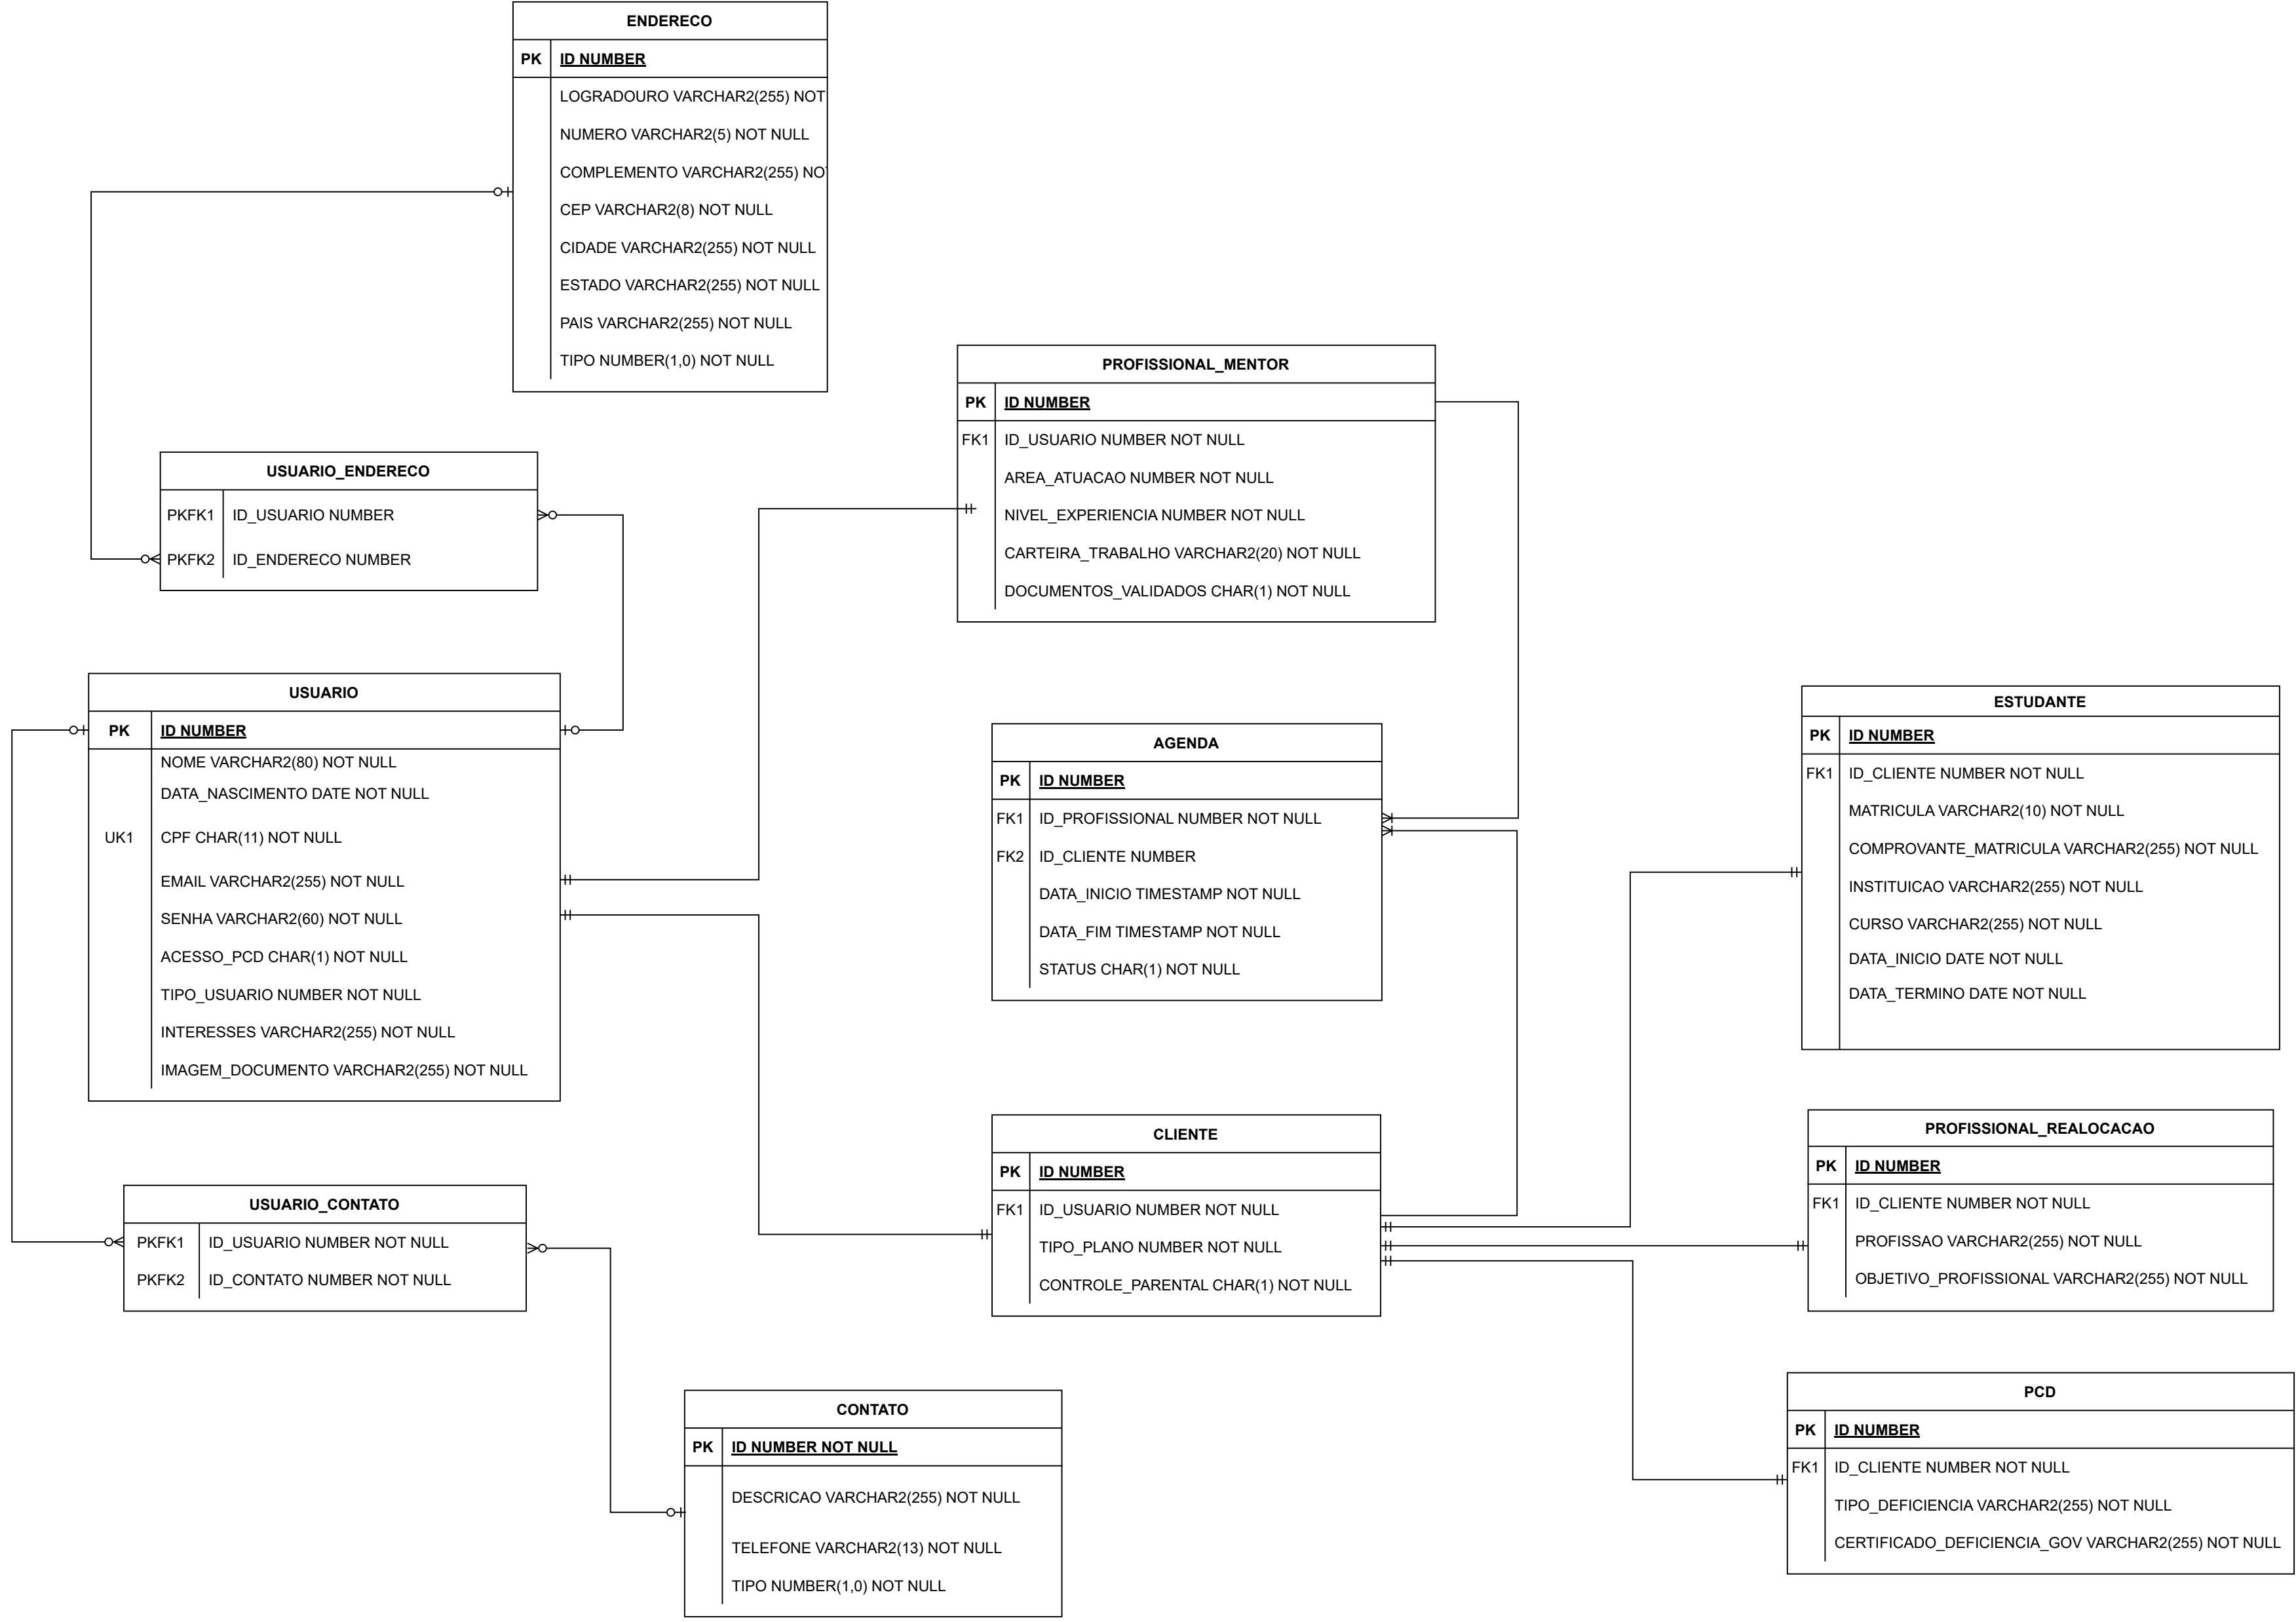 ENDERECO
PK ID NUMBER
LOGRADOURO VARCHAR2(255) NOT
NUMERO VARCHAR2(5) NOT NULL
COMPLEMENTO VARCHAR2(255) NO
CEP VARCHAR2(8) NOT NULL
CIDADE VARCHAR2(255) NOT NULL
ESTADO VARCHAR2(255) NOT NULL
PAIS VARCHAR2(255) NOT NULL
TIPO NUMBER(1,0) NOT NULL
USUARIO_ENDERECO
PKFK1 ID_USUARIO NUMBER
PKFK2 ID_ENDERECO NUMBER
PROFISSIONAL_MENTOR
PK ID NUMBER
FK1 ID_USUARIO NUMBER NOT NULL
AREA_ATUACAO NUMBER NOT NULL
NIVEL_EXPERIENCIA NUMBER NOT NULL
CARTEIRA_TRABALHO VARCHAR2(20) NOT NULL
DOCUMENTOS_VALIDADOS CHAR(1) NOT NULL
USUARIO
PK ID NUMBER
NOME VARCHAR2(80) NOT NULL
DATA_NASCIMENTO DATE NOT NULL
UK1 CPF CHAR(11) NOT NULL
EMAIL VARCHAR2(255) NOT NULL
SENHA VARCHAR2(60) NOT NULL
ACESSO_PCD CHAR(1) NOT NULL
TIPO_USUARIO NUMBER NOT NULL
INTERESSES VARCHAR2(255) NOT NULL
IMAGEM_DOCUMENTO VARCHAR2(255) NOT NULL
AGENDA
PK ID NUMBER
FK1 ID_PROFISSIONAL NUMBER NOT NULL
FK2 ID_CLIENTE NUMBER
DATA_INICIO TIMESTAMP NOT NULL
DATA_FIM TIMESTAMP NOT NULL
STATUS CHAR(1) NOT NULL
ESTUDANTE
PK ID NUMBER
FK1 ID_CLIENTE NUMBER NOT NULL
MATRICULA VARCHAR2(10) NOT NULL
COMPROVANTE_MATRICULA VARCHAR2(255) NOT NULL
INSTITUICAO VARCHAR2(255) NOT NULL
CURSO VARCHAR2(255) NOT NULL
DATA_INICIO DATE NOT NULL
DATA_TERMINO DATE NOT NULL
CLIENTE
PK ID NUMBER
FK1 ID_USUARIO NUMBER NOT NULL
TIPO_PLANO NUMBER NOT NULL
CONTROLE_PARENTAL CHAR(1) NOT NULL
PROFISSIONAL_REALOCACAO
PK ID NUMBER
FK1 ID_CLIENTE NUMBER NOT NULL
PROFISSAO VARCHAR2(255) NOT NULL
OBJETIVO_PROFISSIONAL VARCHAR2(255) NOT NULL
USUARIO_CONTATO
PKFK1 ID_USUARIO NUMBER NOT NULL
PKFK2 ID_CONTATO NUMBER NOT NULL
CONTATO
PK ID NUMBER NOT NULL
DESCRICAO VARCHAR2(255) NOT NULL
TELEFONE VARCHAR2(13) NOT NULL
TIPO NUMBER(1,0) NOT NULL
PCD
PK ID NUMBER
FK1 ID_CLIENTE NUMBER NOT NULL
TIPO_DEFICIENCIA VARCHAR2(255) NOT NULL
CERTIFICADO_DEFICIENCIA_GOV VARCHAR2(255) NOT NULL